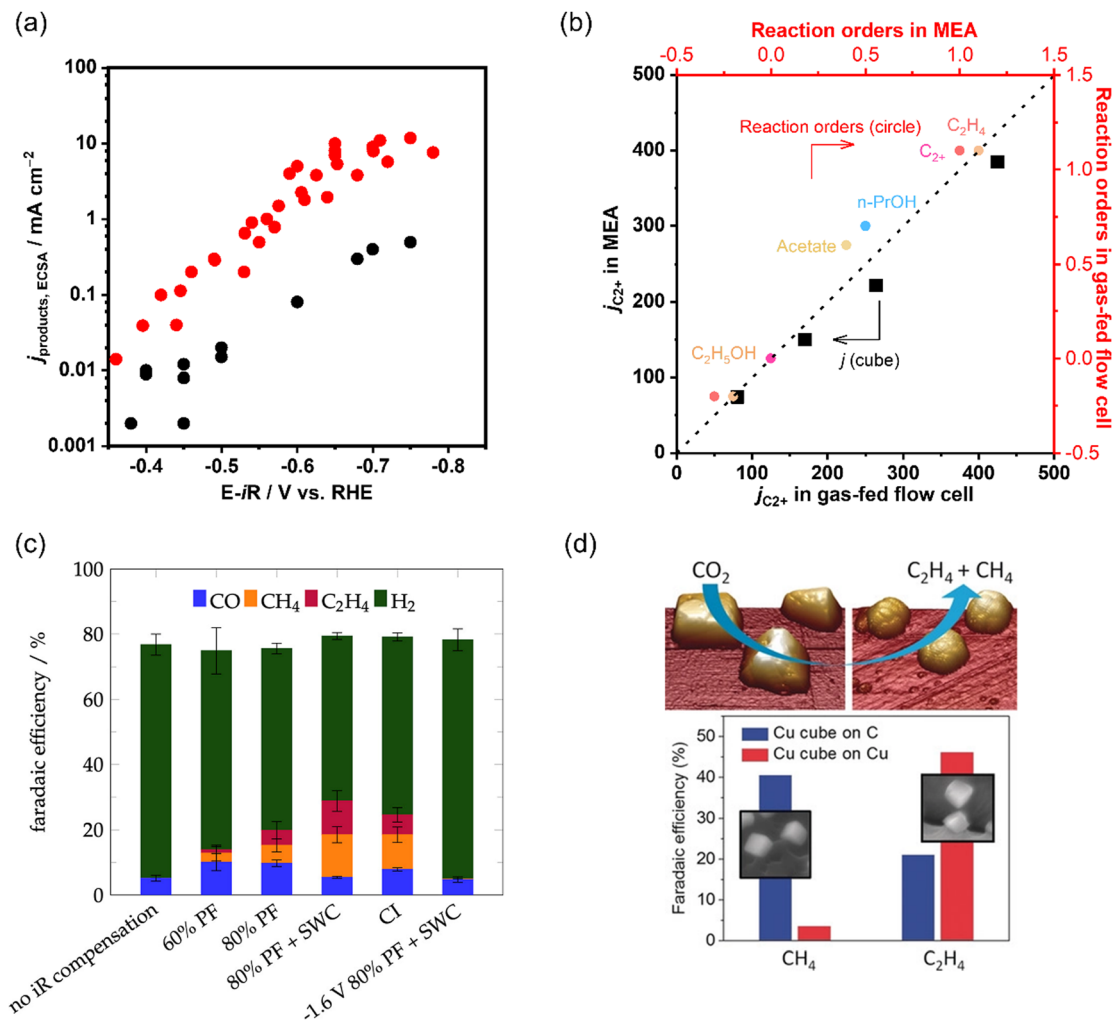 (a)
100
10
1
0.1
0.01
0.001
j products, ECSA / mA cm−2
-0.4 -0.5 -0.6 -0.7 -0.8
E-iR / V vs. RHE
(b)
Reaction orders in MEA
-0.5 0.0 0.5 1.0 1.5
500
400
300
200
100
0
jC2+ in MEA
Reaction orders (circle)
C2H4
C2+
n-PrOH
Acetate
C2H5OH
j (cube)
1.5
1.0
0.5
0.0
-0.5
Reaction orders in gas-fed flow cell
0 100 200 300 400 500
jC2+ in gas-fed flow cell
(c)
100
80
60
40
20
0
faradaic efficiency / %
CO CH4 C2H4 H2
no iR compensation
60% PF
80% PF
80% PF + SWC
CI
-1.6 V 80% PF + SWC
(d)
CO2
C2H4 + CH4
50
40
30
20
10
0
Faradaic efficiency (%)
Cu cube on C
Cu cube on Cu
CH4 C2H4